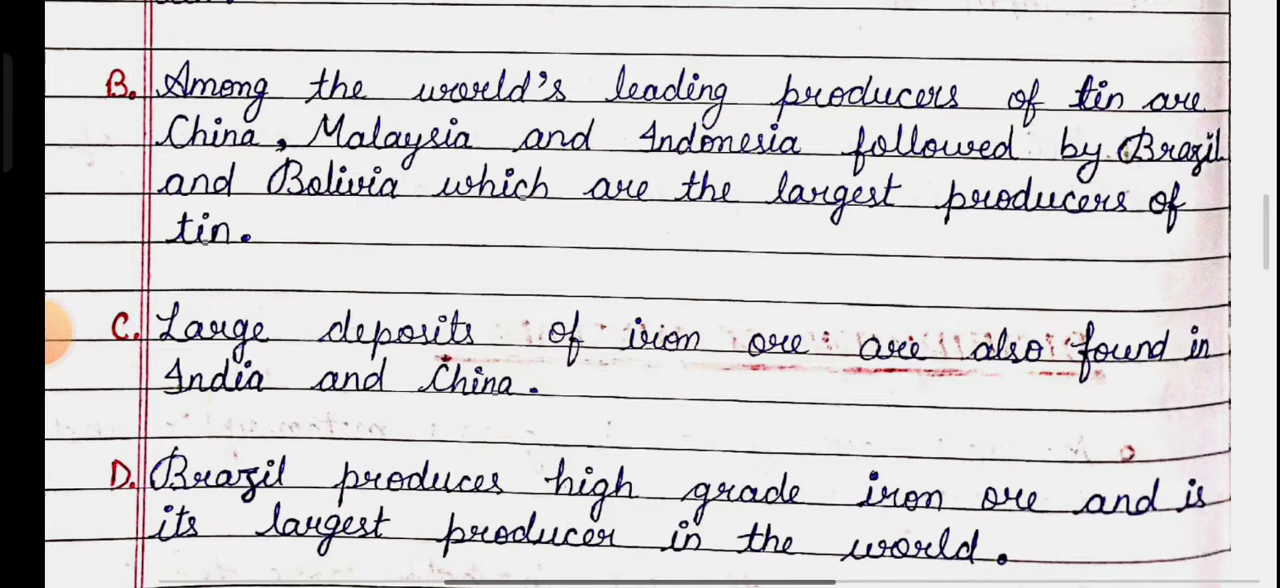 B. Among the world's leading producers of tin are
China, Malaysia and Indonesia followed by Brazil
and Bolivia which are the largest producers of
tin.
C. Large deposits of iron ore are also found in
India and China.
D. Brazil produces high grade iron ore and is
its largest producer in the world.